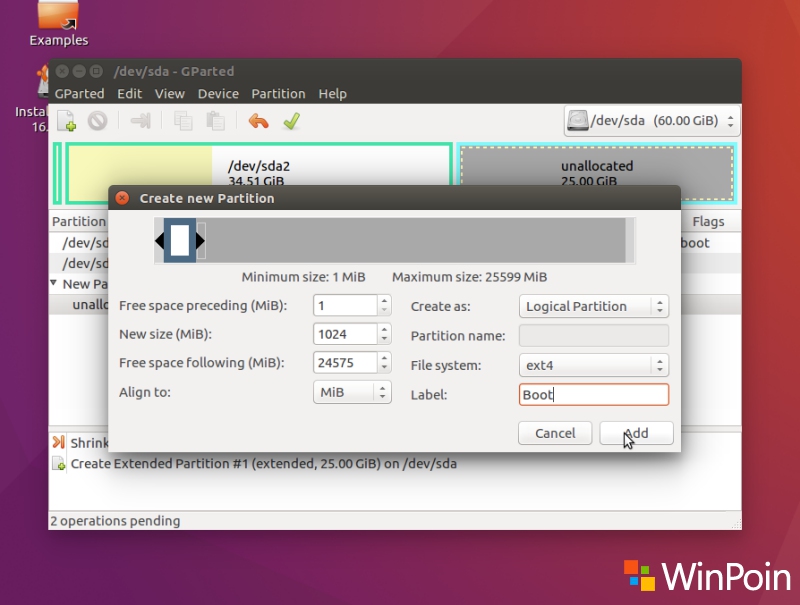 Examples
Instal
16.
/dev/sda - GParted
GParted Edit View Device Partition Help
/dev/sda (60.00 GiB)
/dev/sda2
34.51 GiB
unallocated
25.00 GiB
Create new Partition
Minimum size: 1 MiB Maximum size: 25599 MiB
Free space preceding (MiB): 1 Create as: Logical Partition
New size (MiB): 1024 Partition name:
Free space following (MiB): 24575 File system: ext4
Align to: MiB Label: Boot
Cancel Add
Partition Flags
/dev/sd boot
/dev/sd
New Pa
unallo
Shrink
Create Extended Partition #1 (extended, 25.00 GiB) on /dev/sda
2 operations pending
WinPoin